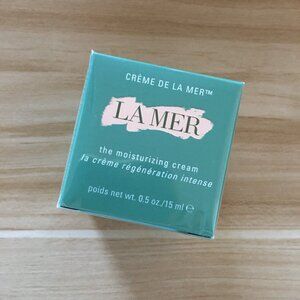 CRÈME DE LA MER™
LA MER
the moisturizing cream
la crème régénération intense
poids net wt. 0.5 oz./15 ml ℮